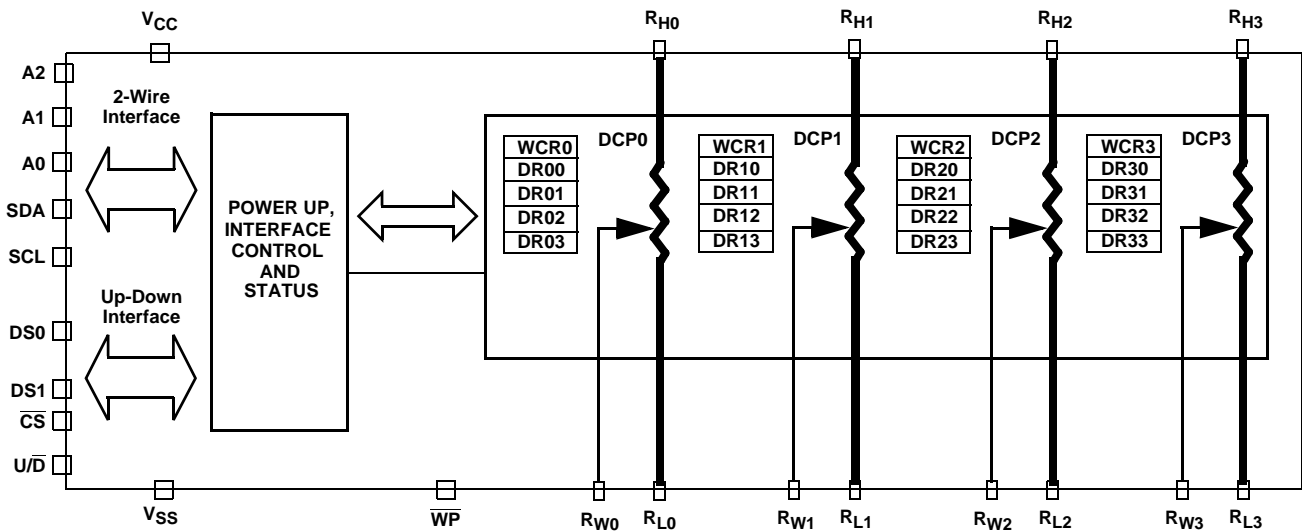 VCC
RH0
RH1
RH2
RH3
A2
A1
A0
SDA
SCL
DS0
DS1
CS
U/D
2-Wire
Interface
Up-Down
Interface
POWER UP,
INTERFACE
CONTROL
AND
STATUS
WCR0
DR00
DR01
DR02
DR03
DCP0
WCR1
DR10
DR11
DR12
DR13
DCP1
WCR2
DR20
DR21
DR22
DR23
DCP2
WCR3
DR30
DR31
DR32
DR33
DCP3
VSS
WP
RW0
RL0
RW1
RL1
RW2
RL2
RW3
RL3